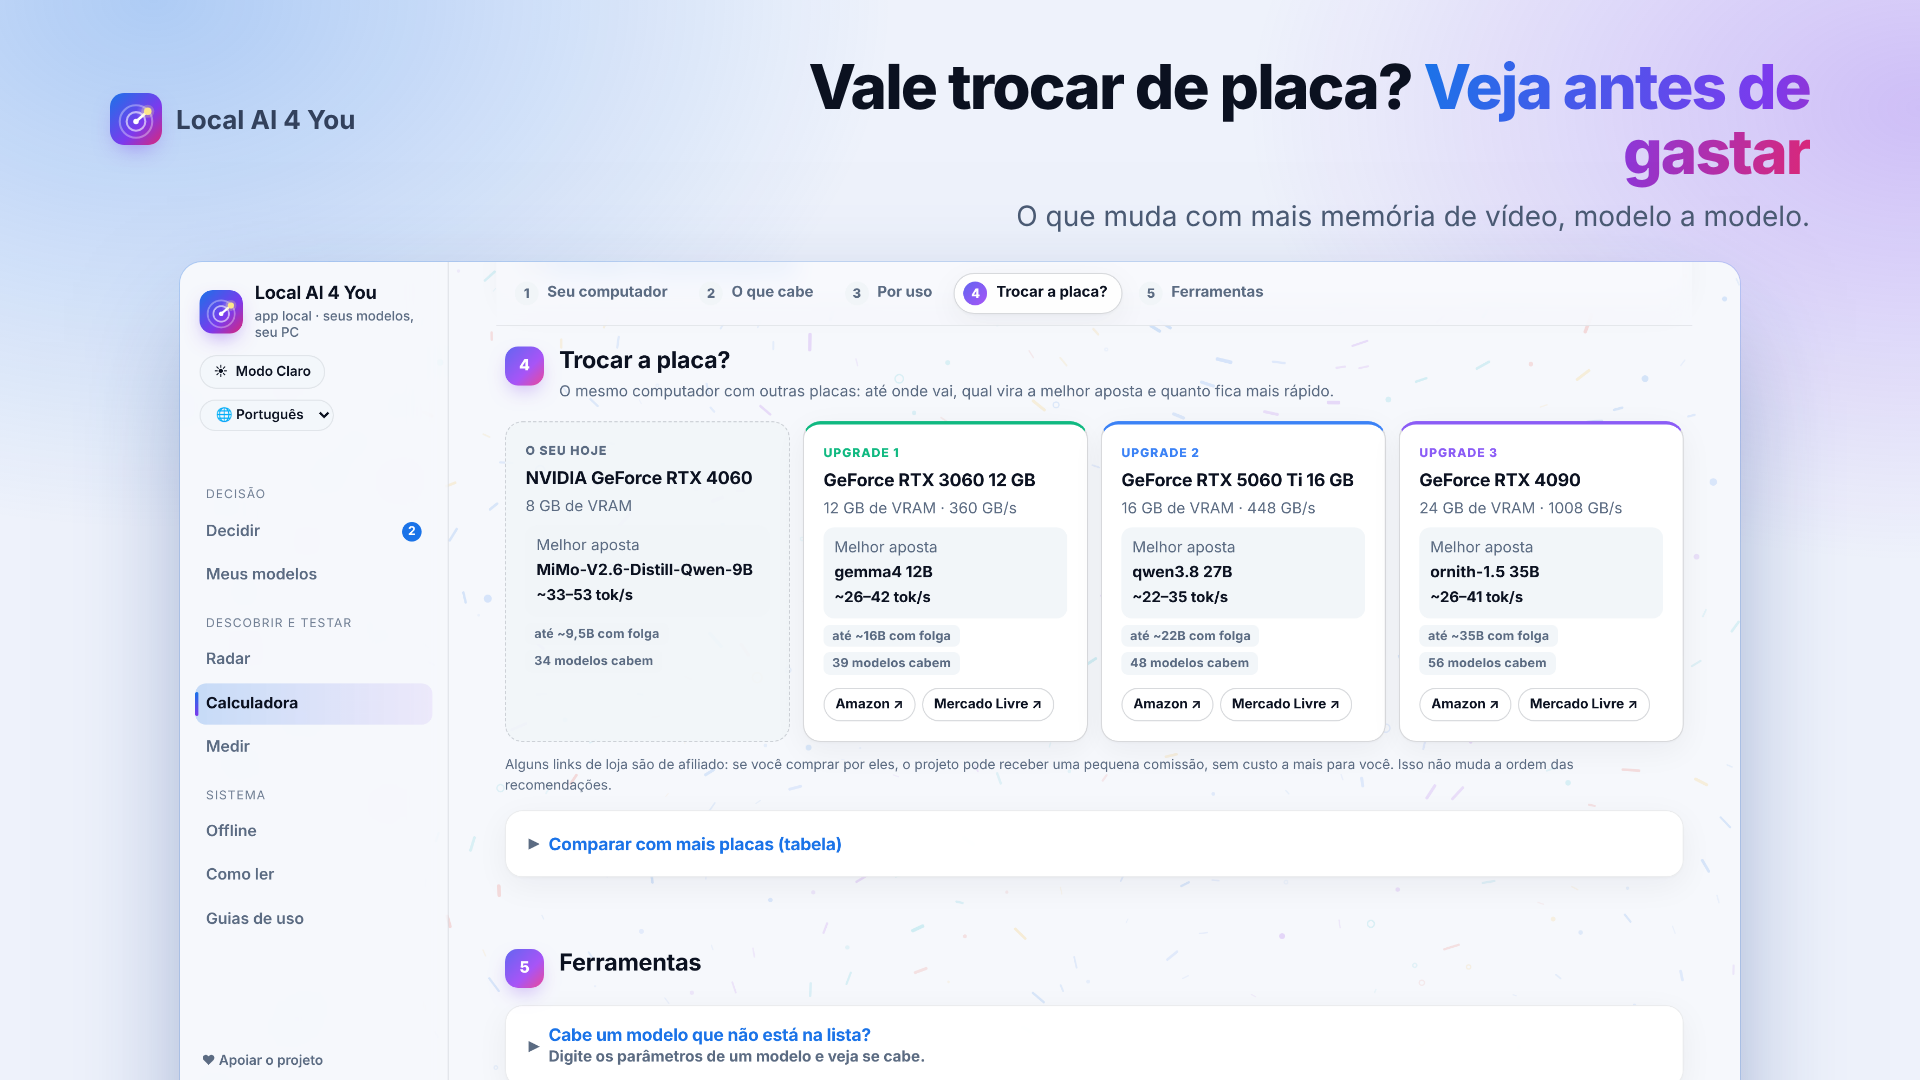 Local AI 4 You
Vale trocar de placa? Veja antes de
gastar
O que muda com mais memória de vídeo, modelo a modelo.
Local AI 4 You
app local · seus modelos,
seu PC
☀ Modo Claro
🌐 Português
DECISÃO
Decidir 2
Meus modelos
DESCOBRIR E TESTAR
Radar
Calculadora
Medir
SISTEMA
Offline
Como ler
Guias de uso
♥ Apoiar o projeto
1 Seu computador 2 O que cabe 3 Por uso 4 Trocar a placa? 5 Ferramentas
4 Trocar a placa?
O mesmo computador com outras placas: até onde vai, qual vira a melhor aposta e quanto fica mais rápido.
O SEU HOJE
NVIDIA GeForce RTX 4060
8 GB de VRAM
Melhor aposta
MiMo-V2.6-Distill-Qwen-9B
~33–53 tok/s
até ~9,5B com folga
34 modelos cabem
UPGRADE 1
GeForce RTX 3060 12 GB
12 GB de VRAM · 360 GB/s
Melhor aposta
gemma4 12B
~26–42 tok/s
até ~16B com folga
39 modelos cabem
Amazon ↗ Mercado Livre ↗
UPGRADE 2
GeForce RTX 5060 Ti 16 GB
16 GB de VRAM · 448 GB/s
Melhor aposta
qwen3.8 27B
~22–35 tok/s
até ~22B com folga
48 modelos cabem
Amazon ↗ Mercado Livre ↗
UPGRADE 3
GeForce RTX 4090
24 GB de VRAM · 1008 GB/s
Melhor aposta
ornith-1.5 35B
~26–41 tok/s
até ~35B com folga
56 modelos cabem
Amazon ↗ Mercado Livre ↗
Alguns links de loja são de afiliado: se você comprar por eles, o projeto pode receber uma pequena comissão, sem custo a mais para você. Isso não muda a ordem das
recomendações.
▶ Comparar com mais placas (tabela)
5 Ferramentas
▶ Cabe um modelo que não está na lista?
Digite os parâmetros de um modelo e veja se cabe.